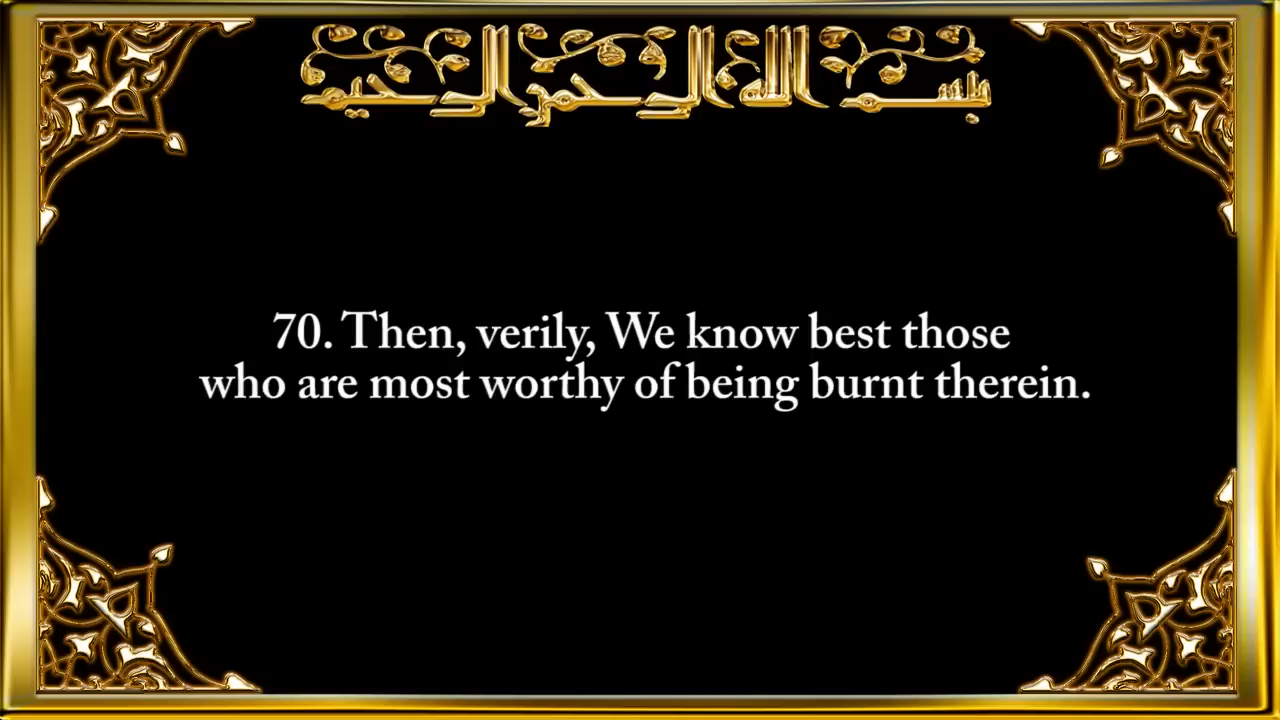 بسم الله الرحمن الرحيم
70. Then, verily, We know best those
who are most worthy of being burnt therein.